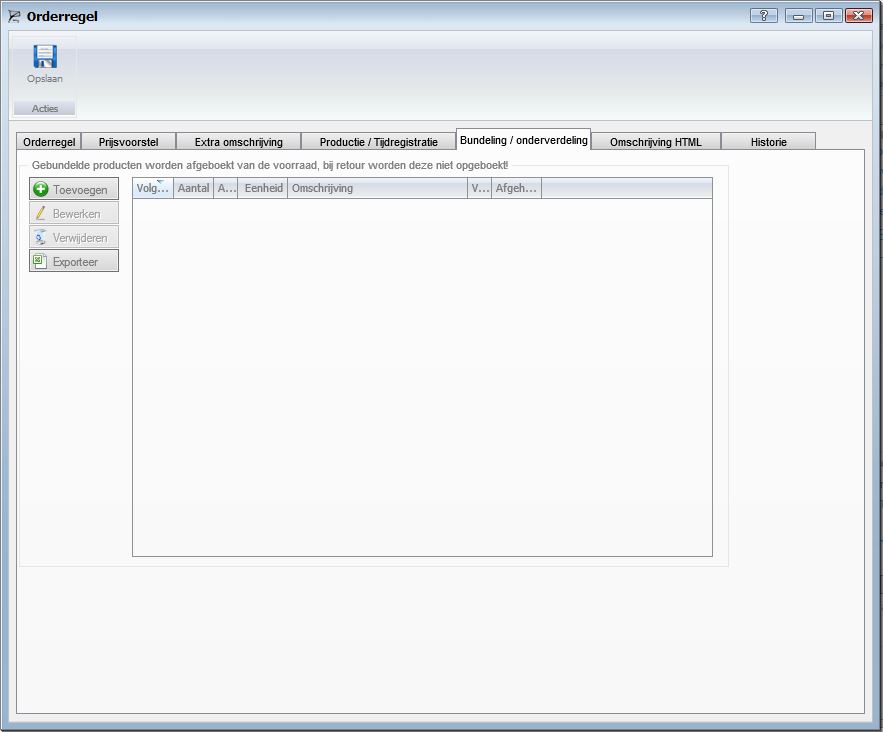 Orderregel
?
Opslaan
Acties
Orderregel Prijsvoorstel Extra omschrijving Productie / Tijdregistratie Bundeling / onderverdeling Omschrijving HTML Historie
Gebundelde producten worden afgeboekt van de voorraad, bij retour worden deze niet opgeboekt!
Toevoegen
Bewerken
Verwijderen
Exporteer
Volg... Aantal A... Eenheid Omschrijving V... Afgeh...